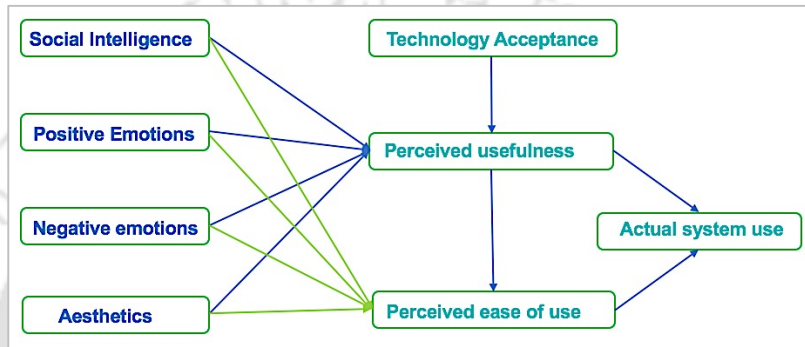 Social Intelligence
Technology Acceptance
Positive Emotions
Perceived usefulness
Negative emotions
Actual system use
Aesthetics
Perceived ease of use